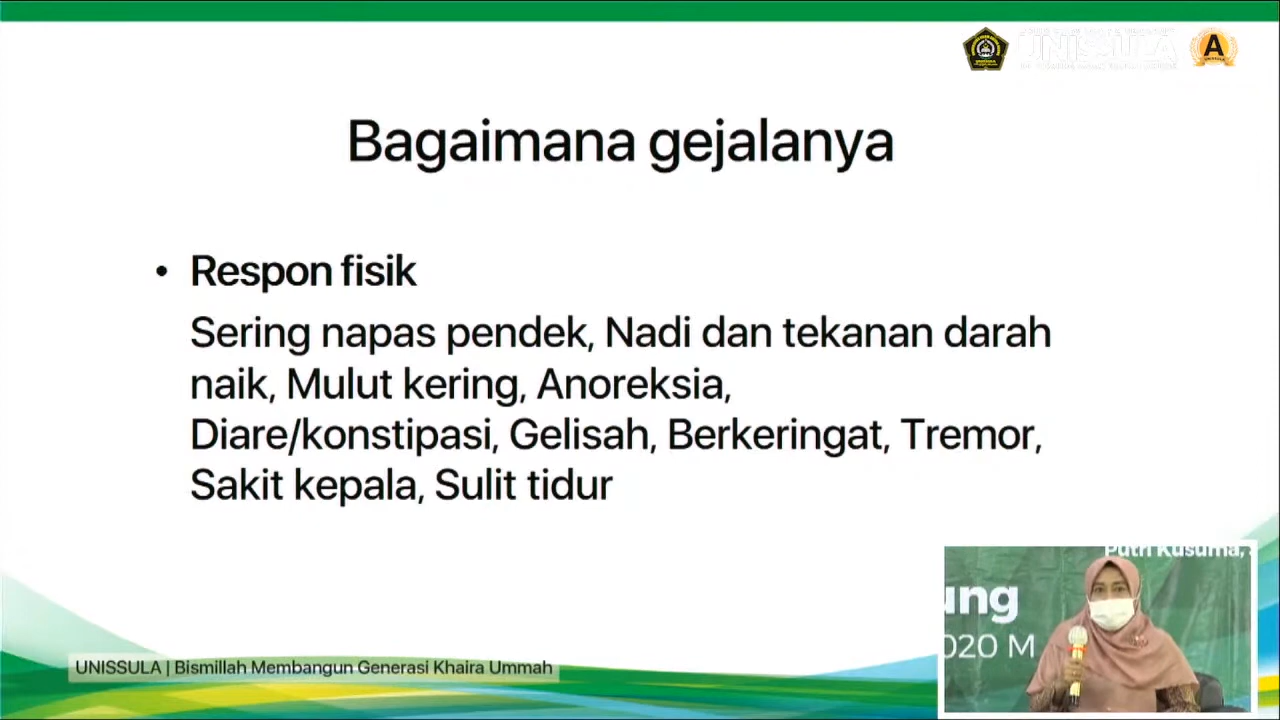 UNISSULA
A
Bagaimana gejalanya
• Respon fisik
Sering napas pendek, Nadi dan tekanan darah
naik, Mulut kering, Anoreksia,
Diare/konstipasi, Gelisah, Berkeringat, Tremor,
Sakit kepala, Sulit tidur
Putri Kusuma,
ung
020 M
UNISSULA | Bismillah Membangun Generasi Khaira Ummah